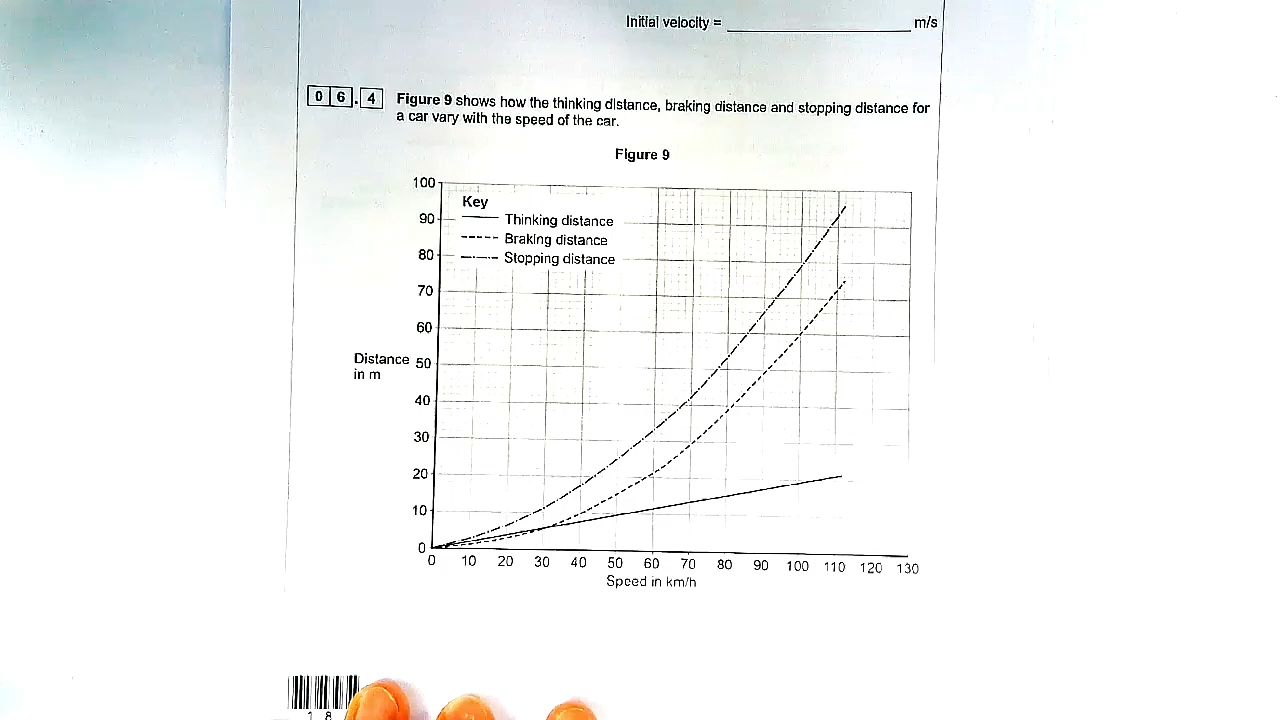 Initial velocity = m/s
0 6 . 4 Figure 9 shows how the thinking distance, braking distance and stopping distance for
a car vary with the speed of the car.
Figure 9
100
90
80
70
60
50
40
30
20
10
0
Distance
in m
Key
Thinking distance
Braking distance
Stopping distance
0 10 20 30 40 50 60 70 80 90 100 110 120 130
Speed in km/h
1 8